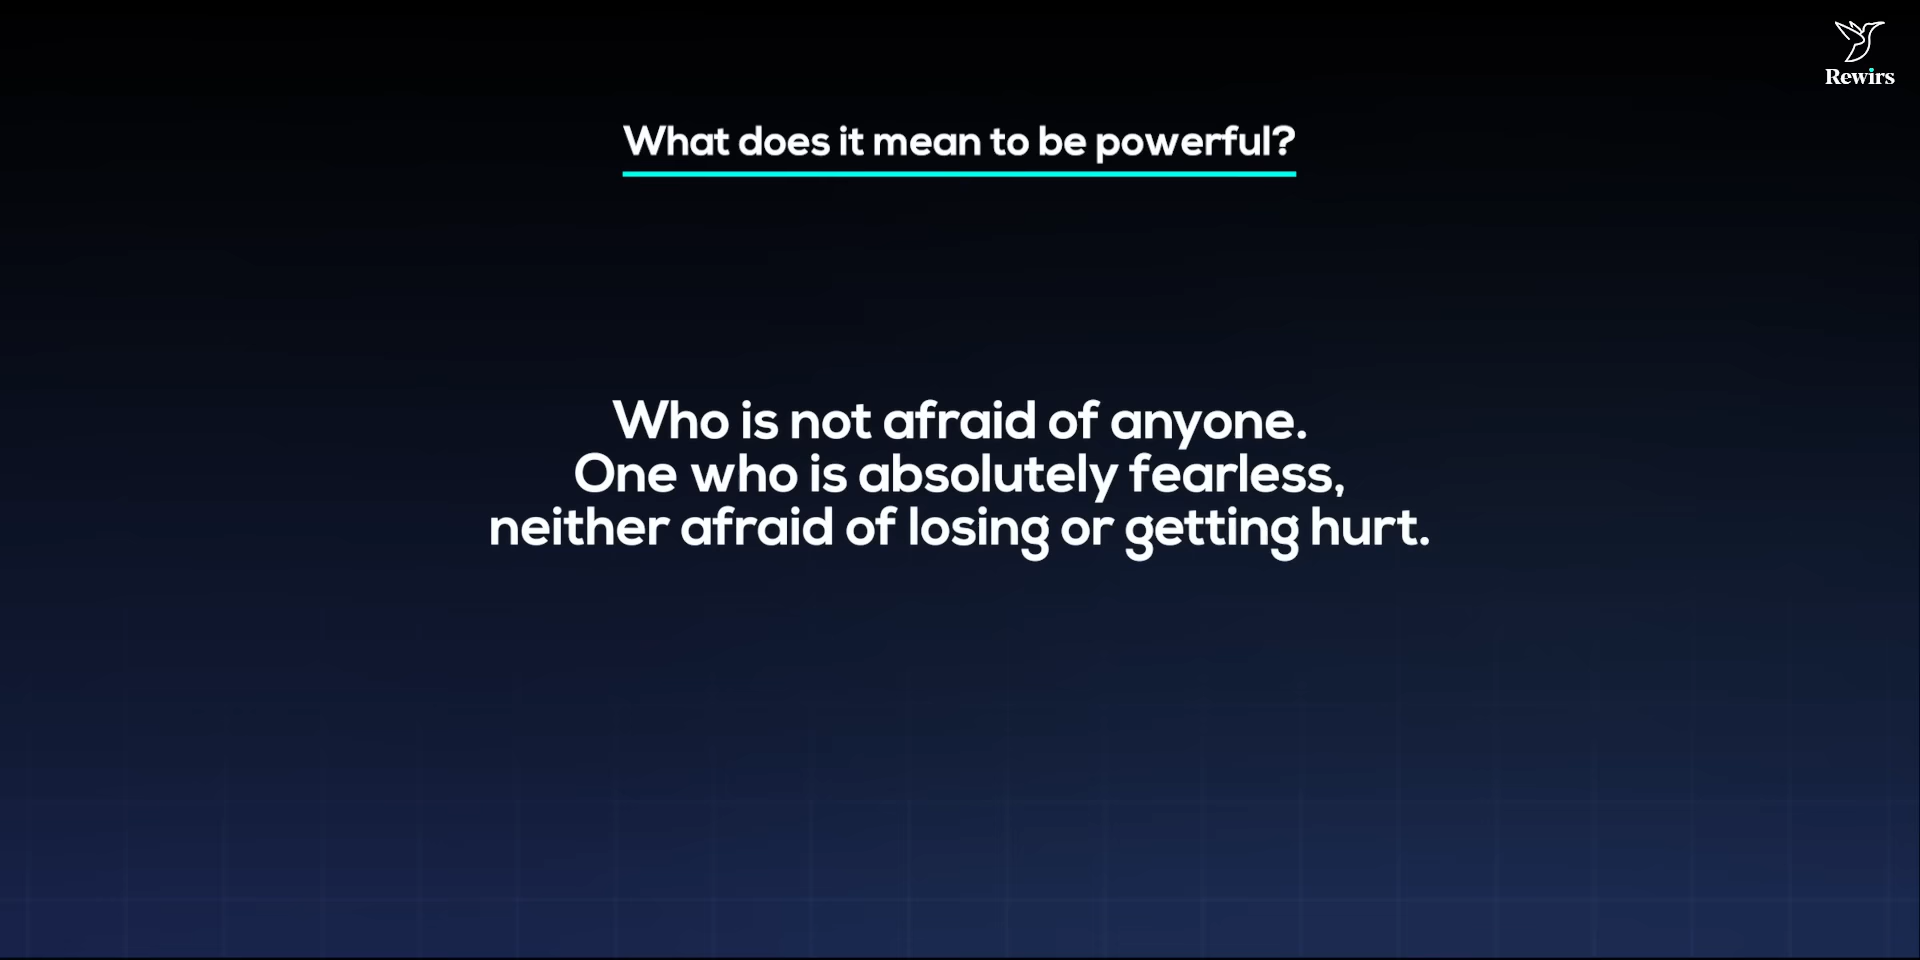 Rewirs
What does it mean to be powerful?
Who is not afraid of anyone.
One who is absolutely fearless,
neither afraid of losing or getting hurt.